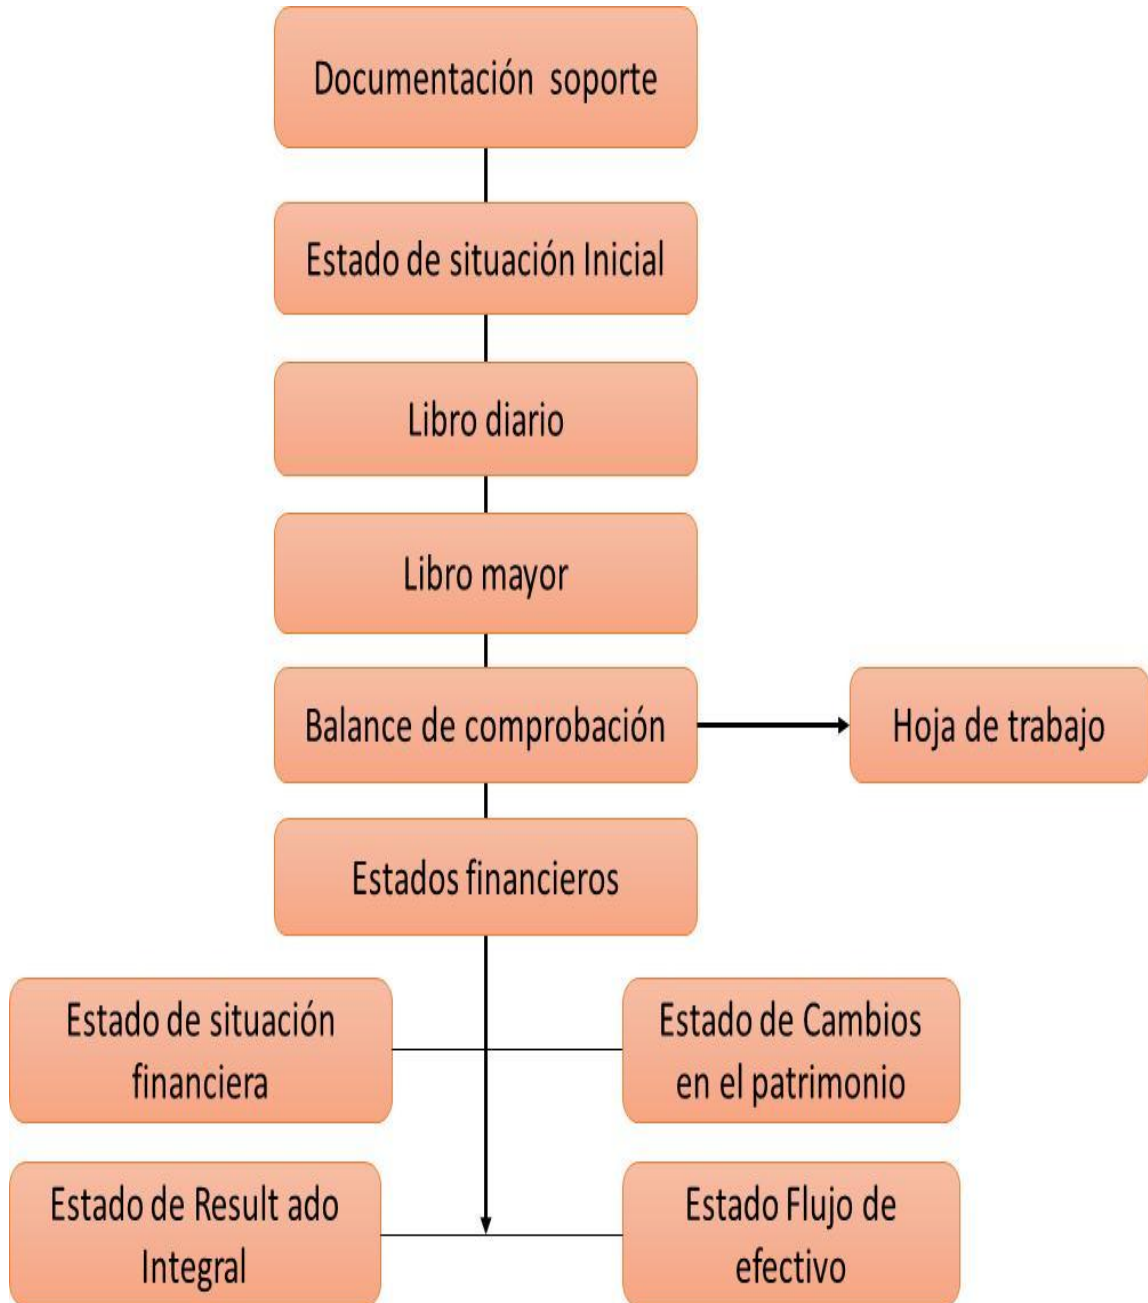 Documentación soporte
Estado de situación Inicial
Libro diario
Libro mayor
Balance de comprobación
Hoja de trabajo
Estados financieros
Estado de situación
financiera
Estado de Cambios
en el patrimonio
Estado de Result ado
Integral
Estado Flujo de
efectivo